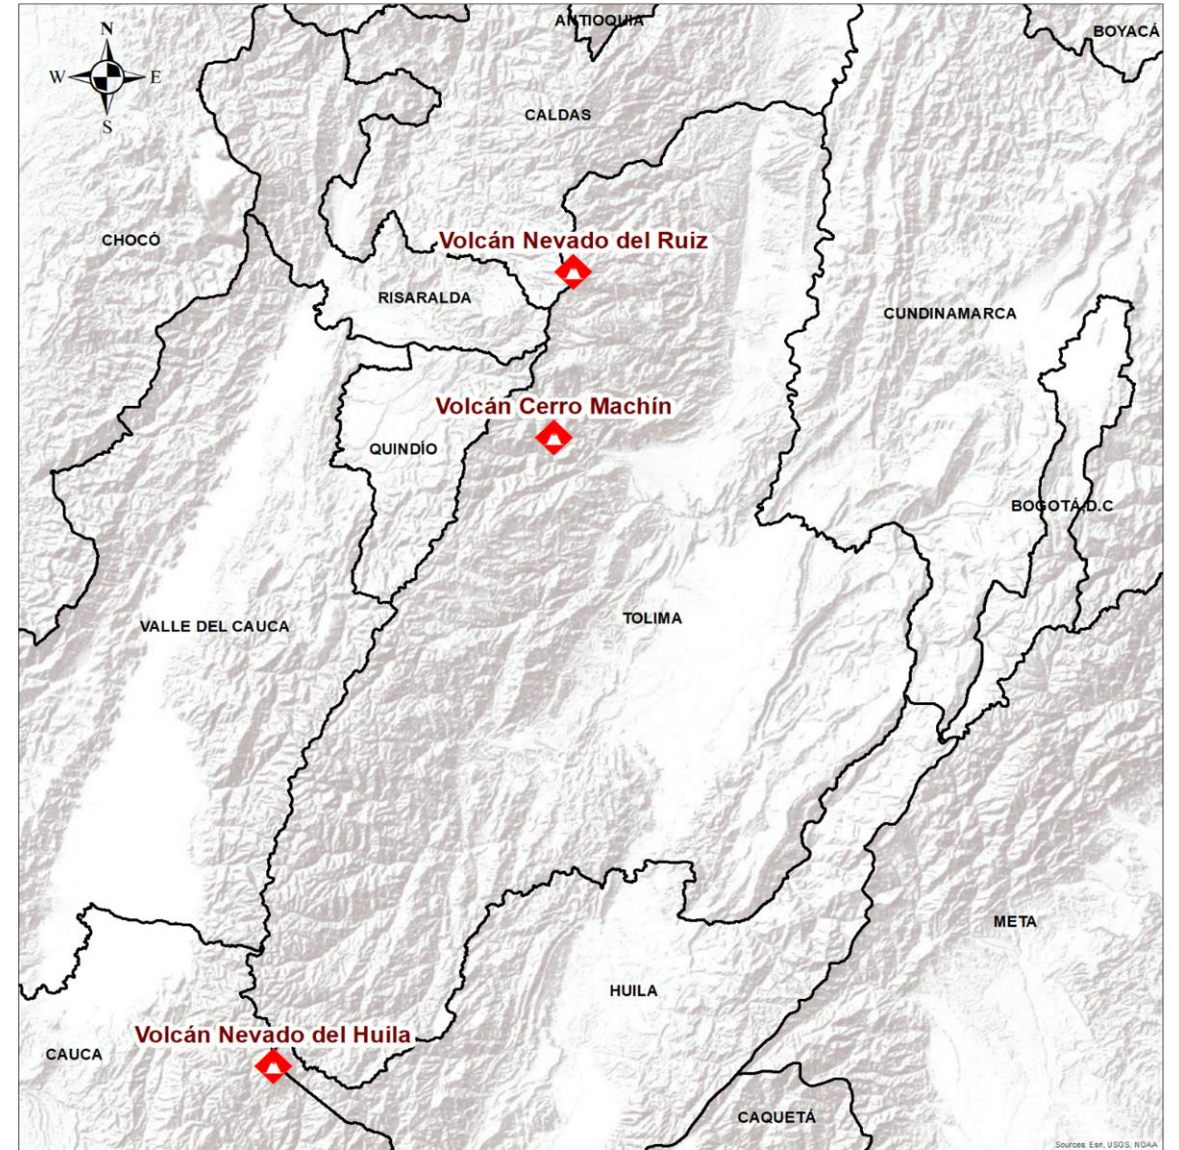 N
ANTIOQUIA
BOYACÁ
W E
S
CALDAS
CHOCÓ
Volcán Nevado del Ruiz
RISARALDA
CUNDINAMARCA
Volcán Cerro Machín
QUINDÍO
BOGOTÁ,D.C
TOLIMA
VALLE DEL CAUCA
META
HUILA
Volcán Nevado del Huila
CAUCA
CAQUETÁ
Sources: Esri, USGS, NOAA